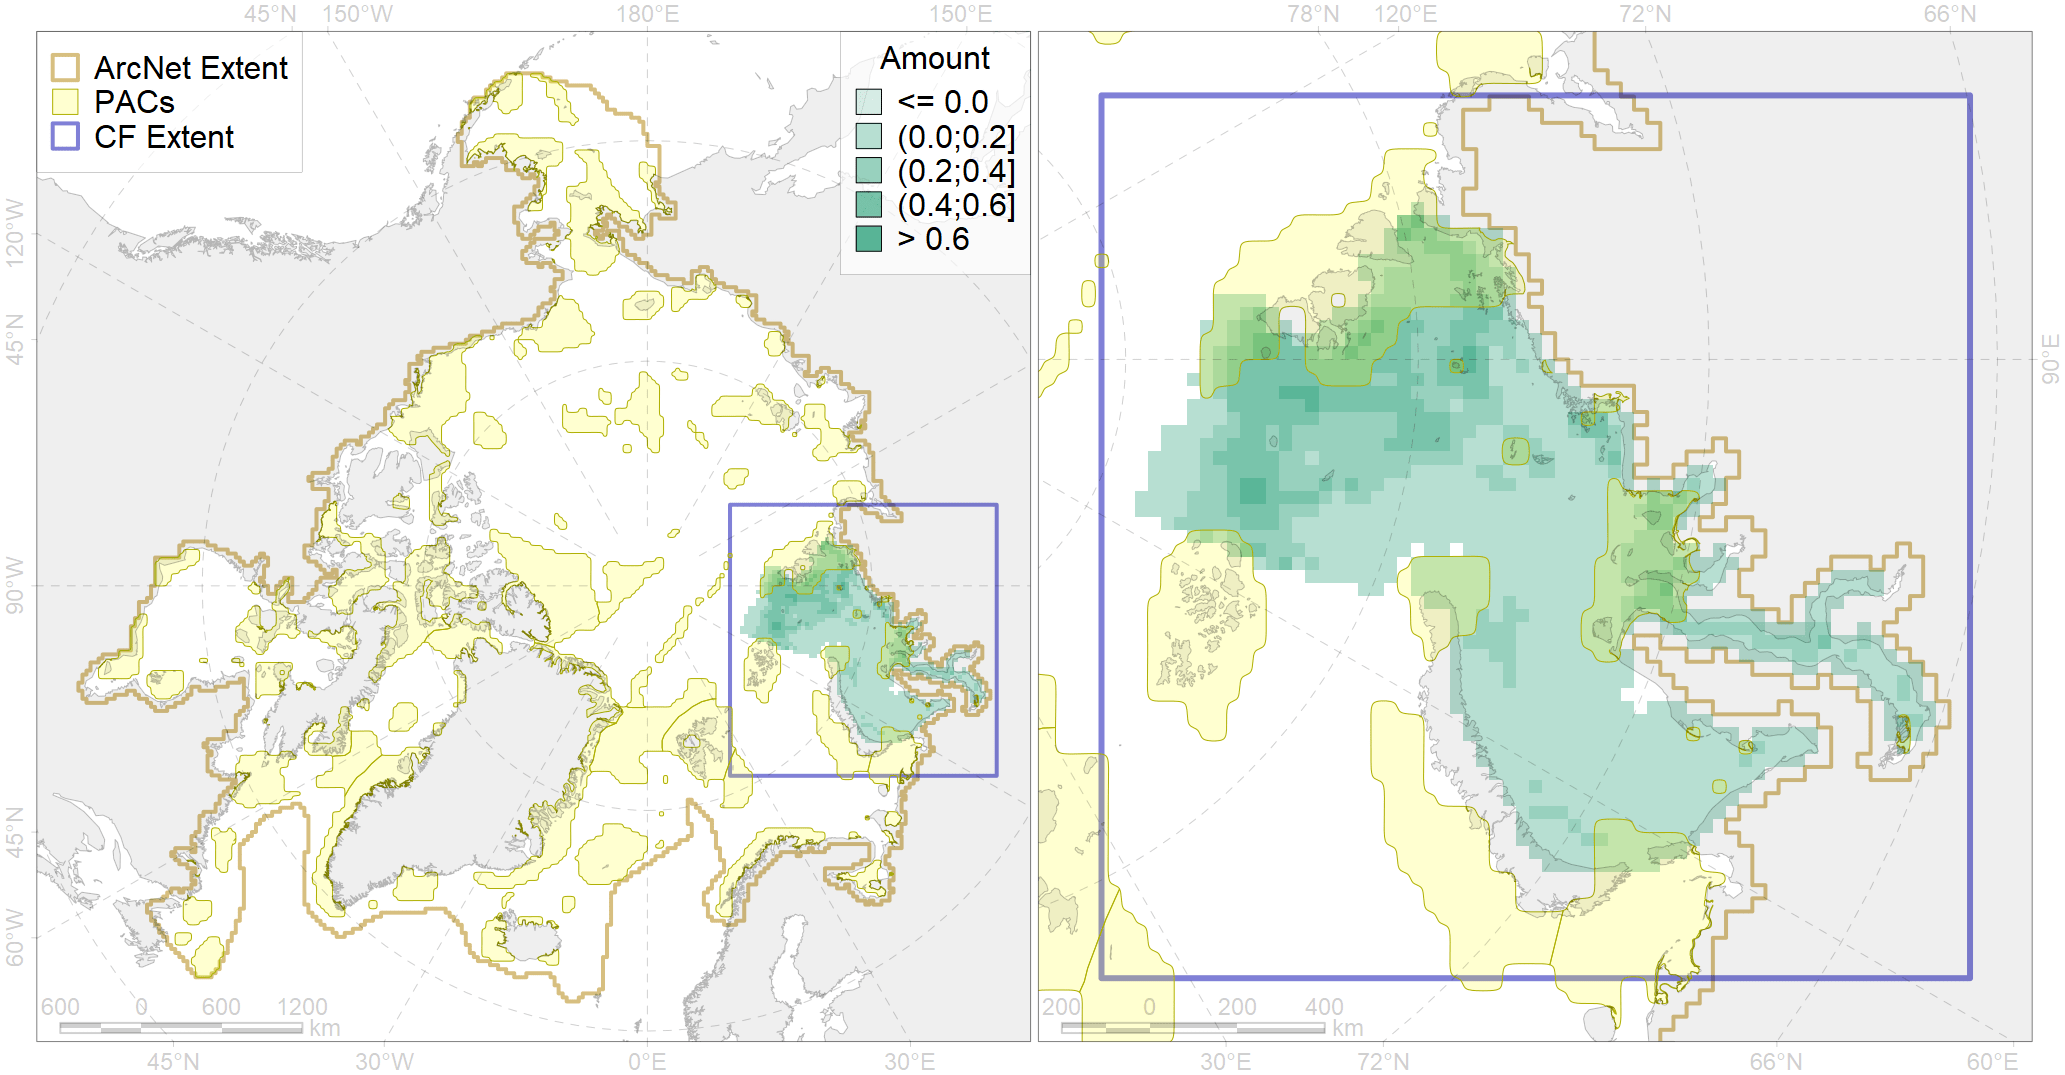 45°N 150°W 180°E 150°E 78°N 120°E 72°N 66°N
ArcNet Extent
PACs
CF Extent
Amount
<= 0.0
(0.0;0.2]
(0.2;0.4]
(0.4;0.6]
> 0.6
120°W
45°N
90°W
45°N
60°W
90°E
600 0 600 1200
km
200 0 200 400
km
45°N 30°W 0°E 30°E 30°E 72°N 66°N 60°E